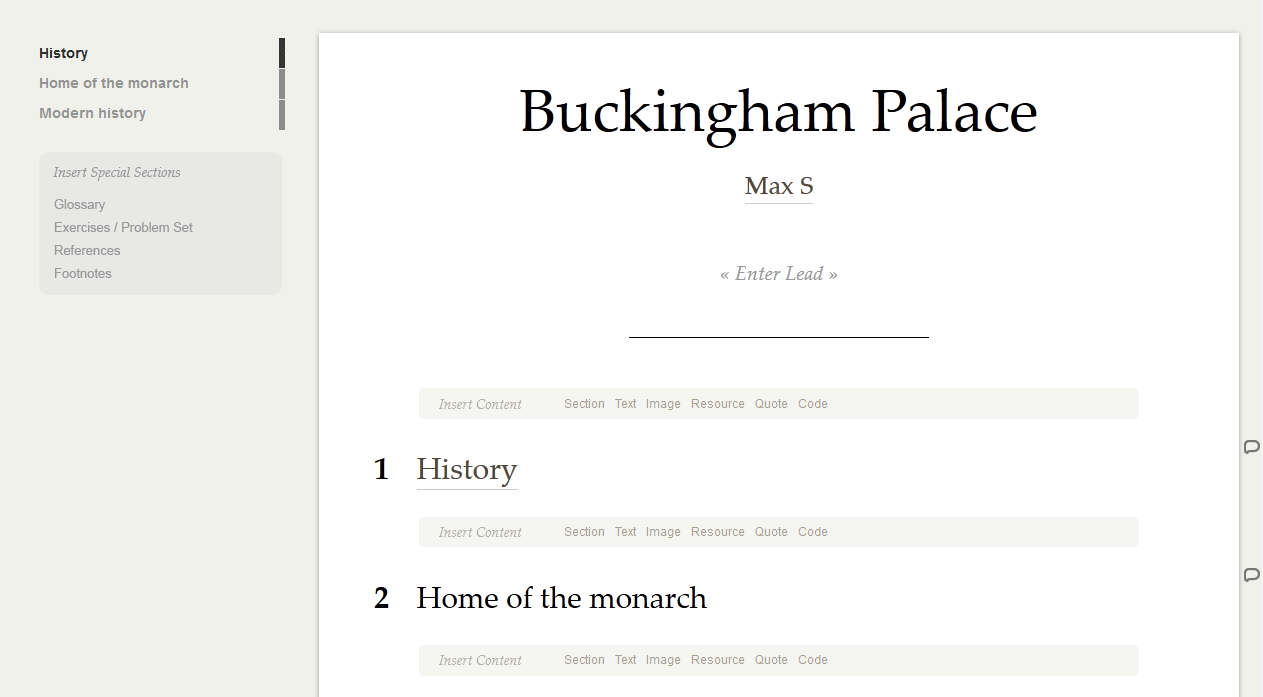 History
Home of the monarch
Modern history
Insert Special Sections
Glossary
Exercises / Problem Set
References
Footnotes
Buckingham Palace
Max S
« Enter Lead »
Insert Content Section Text Image Resource Quote Code
1 History
Insert Content Section Text Image Resource Quote Code
2 Home of the monarch
Insert Content Section Text Image Resource Quote Code